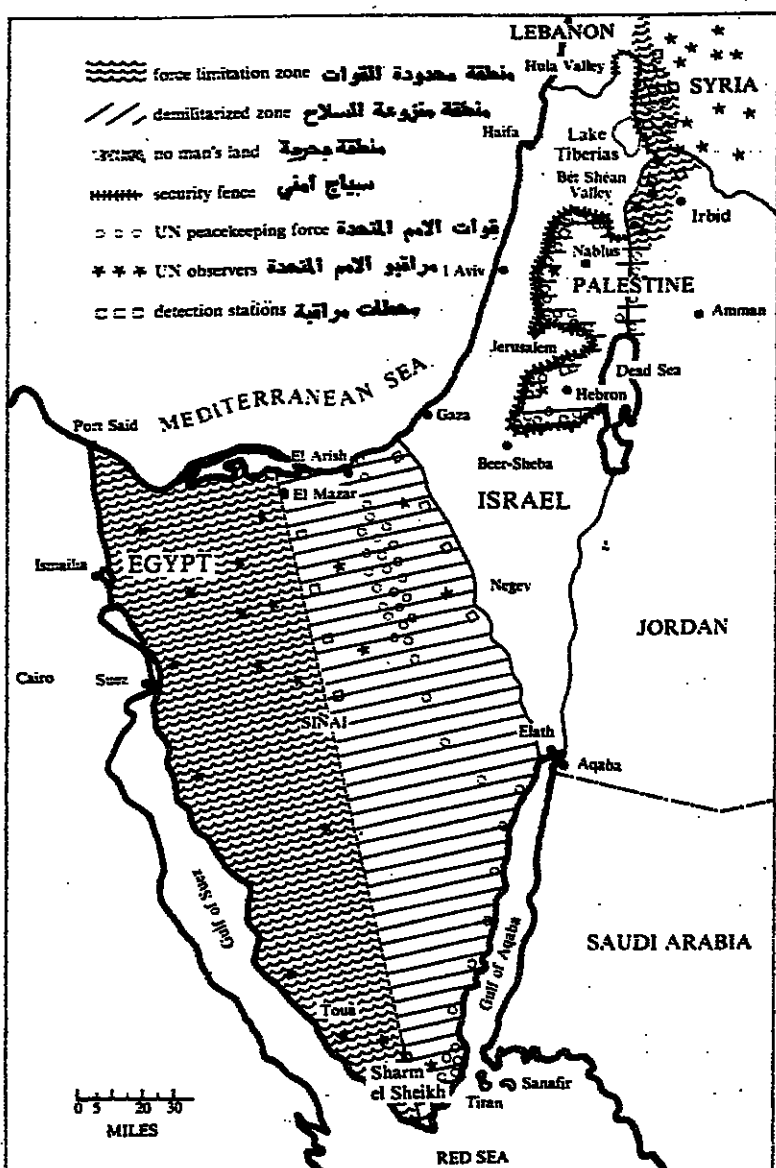 force limitation zone منطقة محدودة القوات
demilitarized zone منطقة منزوعة السلاح
no man's land منطقة محرمة
security fence سياج أمني
UN peacekeeping force قوات الامم المتحدة
UN observers مراقبو الامم المتحدة
detection stations محطات مراقبة
LEBANON
Hula Valley
SYRIA
Haifa
Lake
Tiberias
Bet Shean
Valley
Irbid
Nablus
l Aviv
PALESTINE
Amman
Jerusalem
Dead Sea
Hebron
MEDITERRANEAN SEA
Gaza
Port Said
El Arish
Beer-Sheba
El Mazar
ISRAEL
EGYPT
Ismailia
Negev
JORDAN
Cairo
Suez
SINAI
Elath
Aqaba
Gulf of Suez
Gulf of Aqaba
SAUDI ARABIA
Sharm
el Sheikh
Tiran
Sanafir
0 5 20 30
MILES
RED SEA